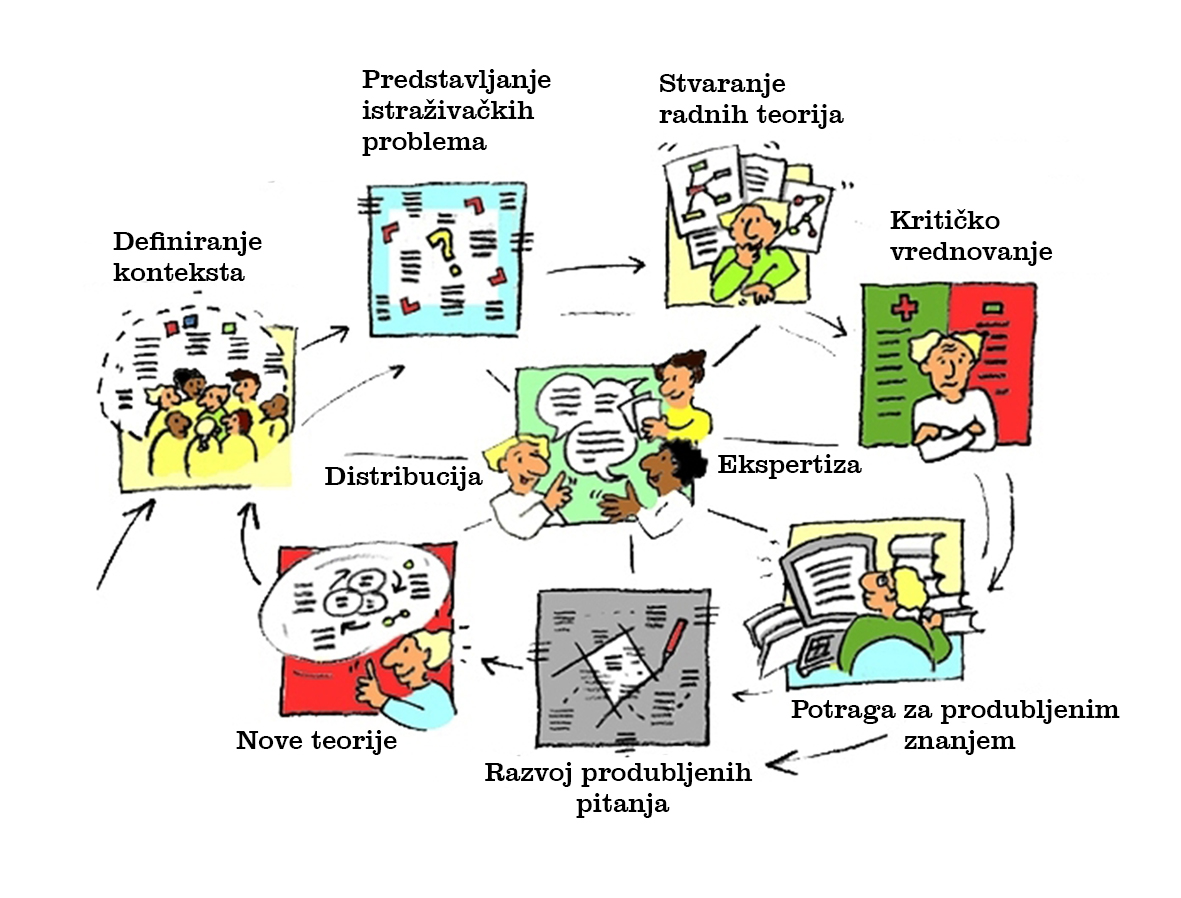 Predstavljanje
istraživačkih
problema
Stvaranje
radnih teorija
Kritičko
vrednovanje
Definiranje
konteksta
Distribucija
Ekspertiza
Potraga za produbljenim
znanjem
Nove teorije
Razvoj produbljenih
pitanja